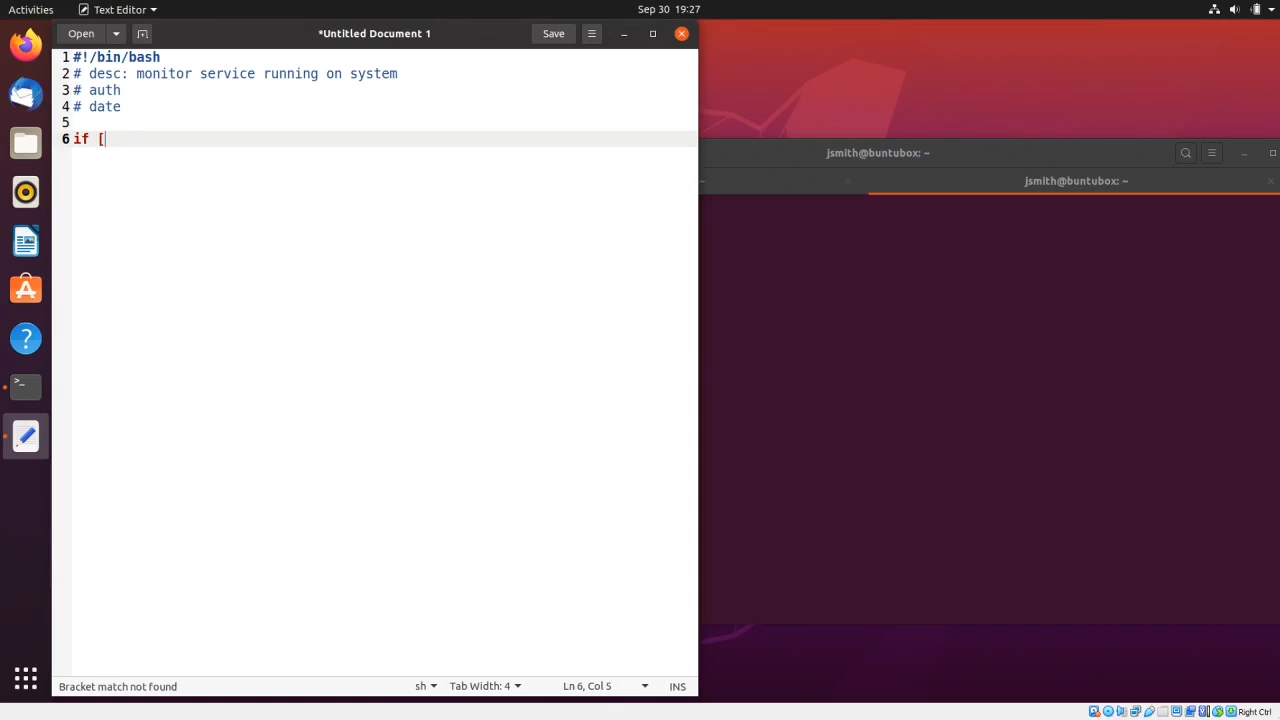 Activities
Text Editor
Sep 30 19:27
Open
*Untitled Document 1
Save
1 #!/bin/bash
2 # desc: monitor service running on system
3 # auth
4 # date
5
6 if [
jsmith@buntubox: ~
~
jsmith@buntubox: ~
Bracket match not found
sh
Tab Width: 4
Ln 6, Col 5
INS
Right Ctrl